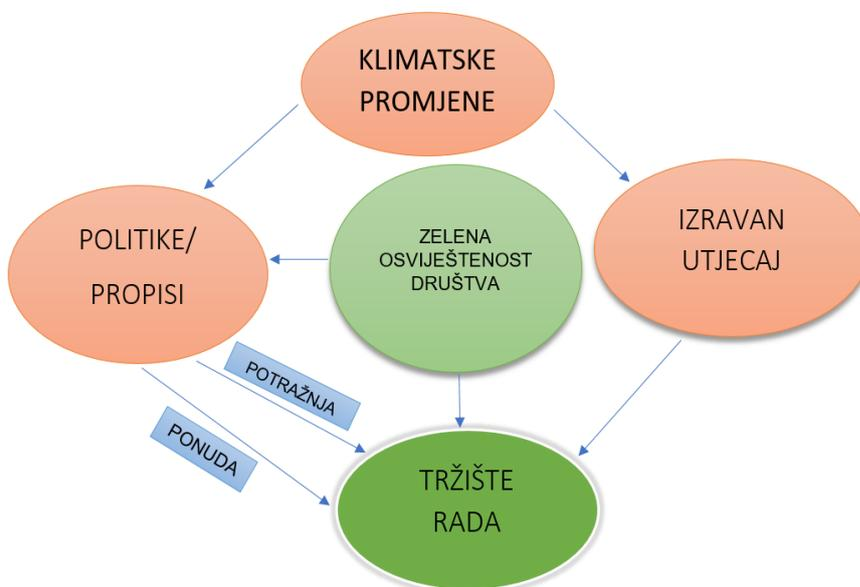 KLIMATSKE
PROMJENE
POLITIKE/
PROPISI
ZELENA
OSVIJEŠTENOST
DRUŠTVA
IZRAVAN
UTJECAJ
POTRAŽNJA
PONUDA
TRŽIŠTE
RADA